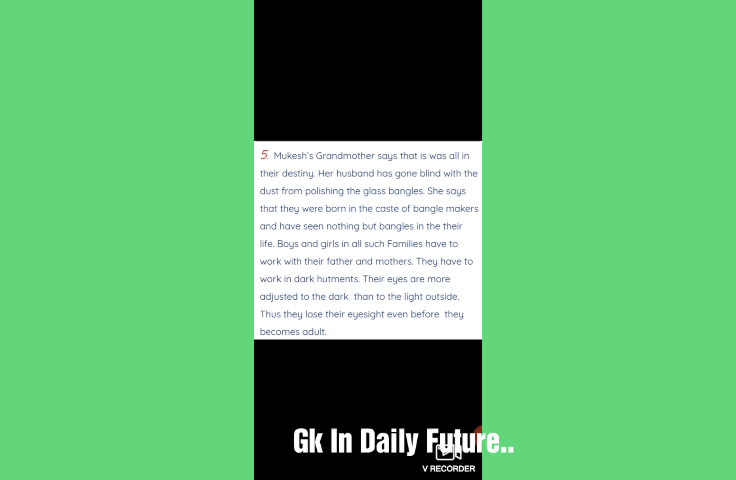 5. Mukesh's Grandmother says that is was all in
their destiny. Her husband has gone blind with the
dust from polishing the glass bangles. She says
that they were born in the caste of bangle makers
and have seen nothing but bangles in the their
life. Boys and girls in all such Families have to
work with their father and mothers. They have to
work in dark hutments. Their eyes are more
adjusted to the dark than to the light outside.
Thus they lose their eyesight even before they
becomes adult.
Gk In Daily Future..
V RECORDER